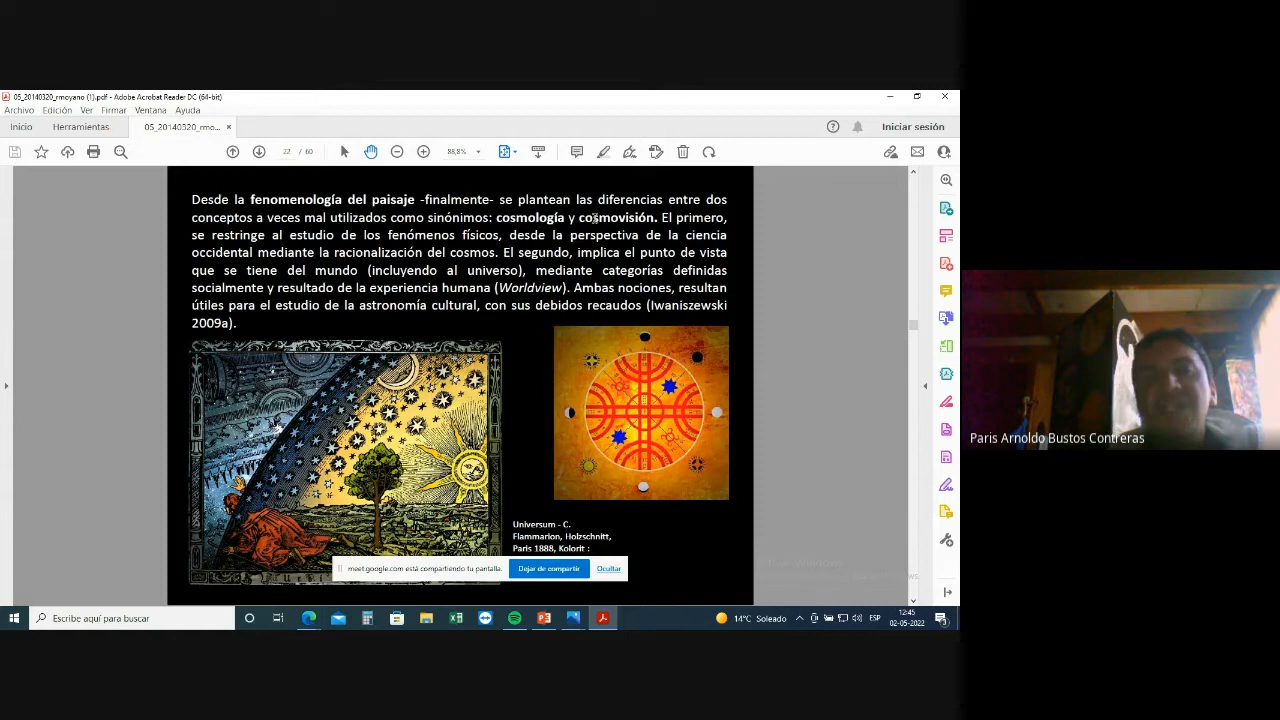 05_20140320_rmoyano (1).pdf - Adobe Acrobat Reader DC (64-bit)
Archivo Edición Ver Firmar Ventana Ayuda
Inicio Herramientas 05_20140320_rmo... × Iniciar sesión
22 / 60 88,8%
Desde la fenomenología del paisaje -finalmente- se plantean las diferencias entre dos
conceptos a veces mal utilizados como sinónimos: cosmología y cosmovisión. El primero,
se restringe al estudio de los fenómenos físicos, desde la perspectiva de la ciencia
occidental mediante la racionalización del cosmos. El segundo, implica el punto de vista
que se tiene del mundo (incluyendo al universo), mediante categorías definidas
socialmente y resultado de la experiencia humana (Worldview). Ambas nociones, resultan
útiles para el estudio de la astronomía cultural, con sus debidos recaudos (Iwaniszewski
2009a).
Universum - C.
Flammarion, Holzschnitt,
Paris 1888, Kolorit :
meet.google.com está compartiendo tu pantalla. Dejar de compartir Ocultar
Paris Arnoldo Bustos Contreras
Escribe aquí para buscar
14°C Soleado ESP 12:45
02-05-2022
3